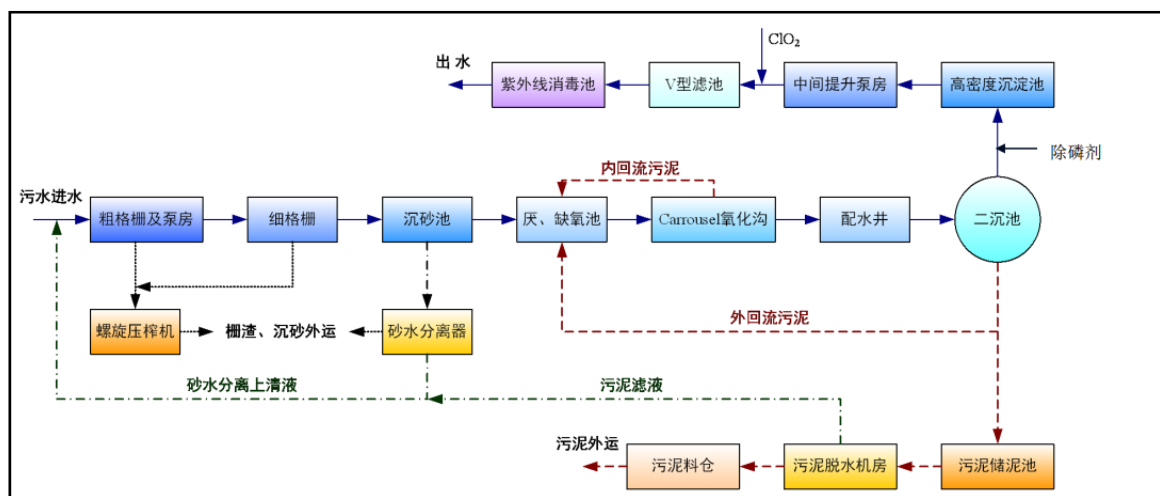 ClO₂
出 水
紫外线消毒池
V型滤池
中间提升泵房
高密度沉淀池
除磷剂
内回流污泥
污水进水
粗格栅及泵房
细格栅
沉砂池
厌、缺氧池
Carrousel氧化沟
配水井
二沉池
螺旋压榨机
栅渣、沉砂外运
砂水分离器
外回流污泥
砂水分离上清液
污泥滤液
污泥外运
污泥料仓
污泥脱水机房
污泥储泥池